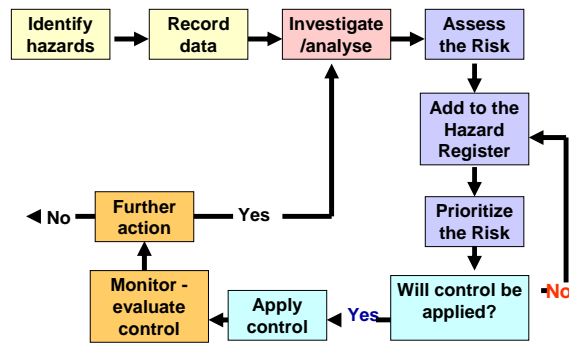 Identify
hazards
Record
data
Investigate
/analyse
Assess
the Risk
Add to the
Hazard
Register
Prioritize
the Risk
Will control be
applied?
No
Yes
Apply
control
Monitor -
evaluate
control
Further
action
Yes
No